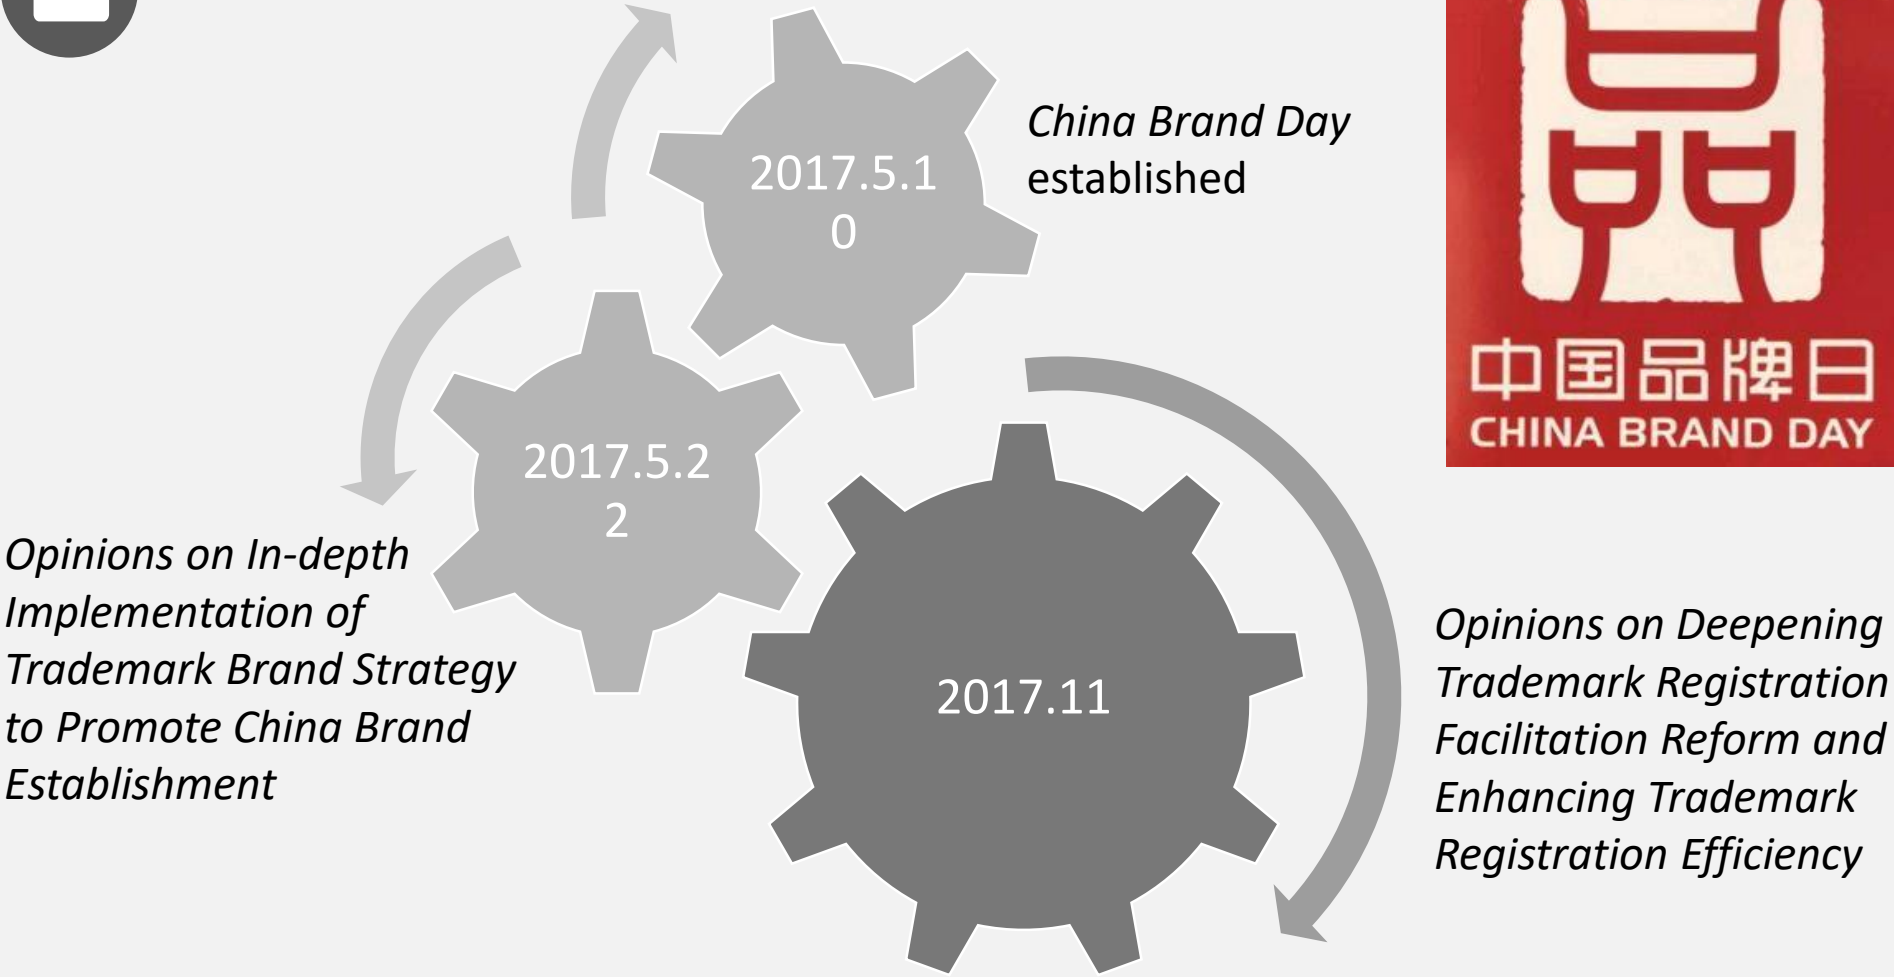 2017.5.1
0
China Brand Day
established
中国品牌日
CHINA BRAND DAY
2017.5.2
2
Opinions on In-depth
Implementation of
Trademark Brand Strategy
to Promote China Brand
Establishment
2017.11
Opinions on Deepening
Trademark Registration
Facilitation Reform and
Enhancing Trademark
Registration Efficiency